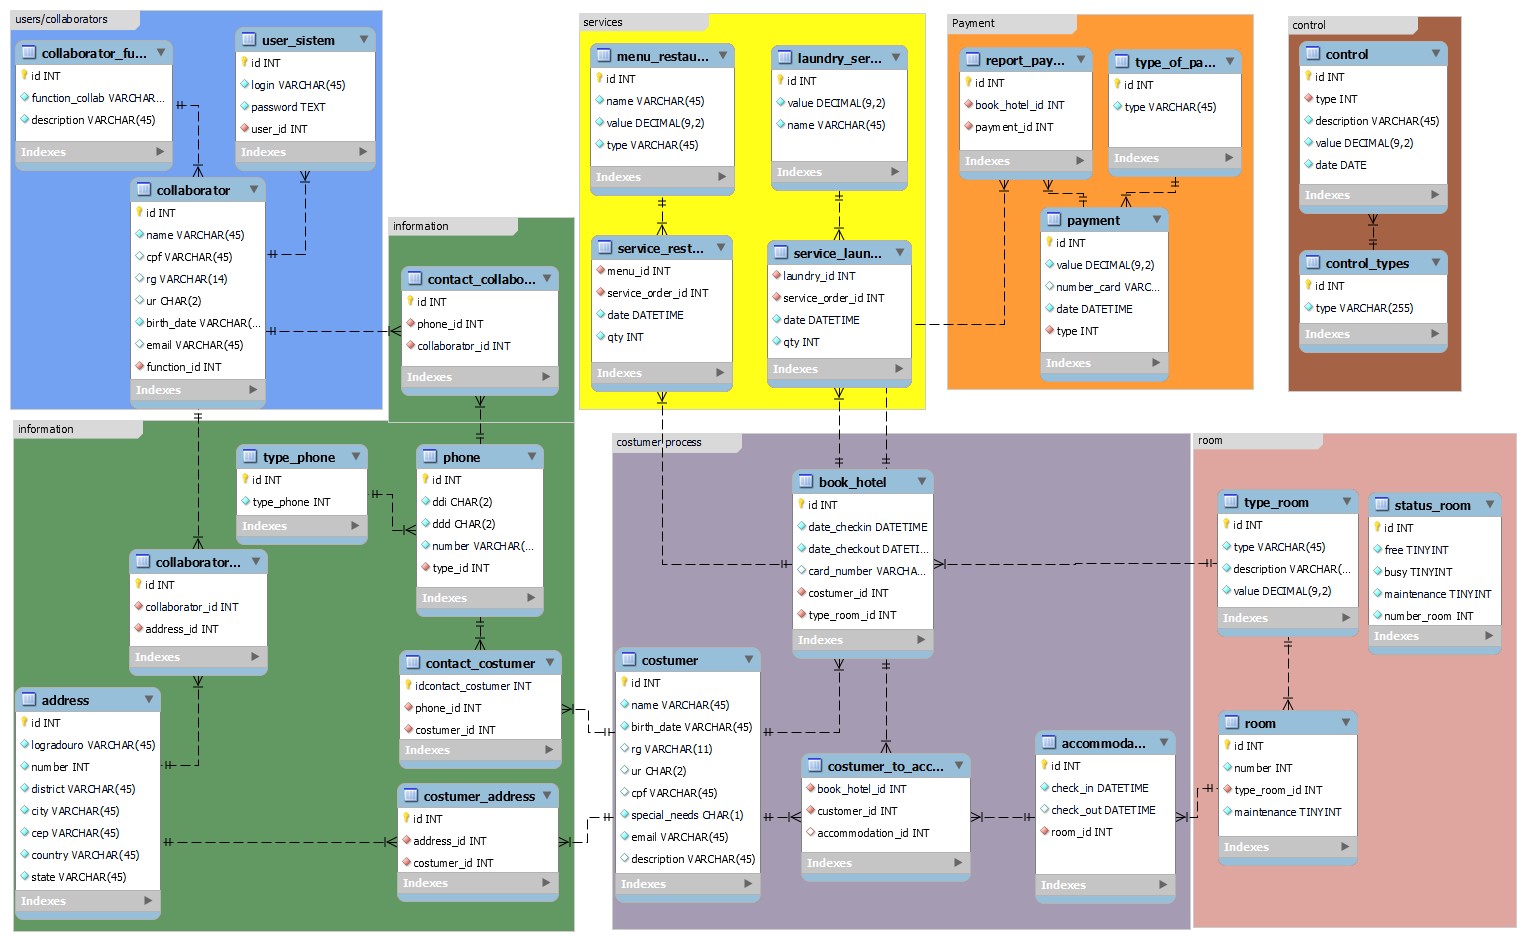 users/collaborators
collaborator_fu...
id INT
function_collab VARCHAR...
description VARCHAR(45)
Indexes
user_sistem
id INT
login VARCHAR(45)
password TEXT
user_id INT
Indexes
collaborator
id INT
name VARCHAR(45)
cpf VARCHAR(45)
rg VARCHAR(14)
ur CHAR(2)
birth_date VARCHAR(...
email VARCHAR(45)
function_id INT
Indexes
information
contact_collabo...
id INT
phone_id INT
collaborator_id INT
Indexes
services
menu_restau...
id INT
name VARCHAR(45)
value DECIMAL(9,2)
type VARCHAR(45)
Indexes
laundry_ser...
id INT
value DECIMAL(9,2)
name VARCHAR(45)
Indexes
service_rest...
menu_id INT
service_order_id INT
date DATETIME
qty INT
Indexes
service_laun...
laundry_id INT
service_order_id INT
date DATETIME
qty INT
Indexes
Payment
report_pay...
id INT
book_hotel_id INT
payment_id INT
Indexes
type_of_pa...
id INT
type VARCHAR(45)
Indexes
payment
id INT
value DECIMAL(9,2)
number_card VARC...
date DATETIME
type INT
Indexes
control
control
id INT
type INT
description VARCHAR(45)
value DECIMAL(9,2)
date DATE
Indexes
control_types
id INT
type VARCHAR(255)
Indexes
information
type_phone
id INT
type_phone INT
Indexes
phone
id INT
ddi CHAR(2)
ddd CHAR(2)
number VARCHAR(...
type_id INT
Indexes
collaborator...
id INT
collaborator_id INT
address_id INT
Indexes
contact_costumer
idcontact_costumer INT
phone_id INT
costumer_id INT
Indexes
address
id INT
logradouro VARCHAR(45)
number INT
district VARCHAR(45)
city VARCHAR(45)
cep VARCHAR(45)
country VARCHAR(45)
state VARCHAR(45)
Indexes
costumer_address
id INT
address_id INT
costumer_id INT
Indexes
costumer process
book_hotel
id INT
date_checkin DATETIME
date_checkout DATETI...
card_number VARCHA...
costumer_id INT
type_room_id INT
Indexes
costumer
id INT
name VARCHAR(45)
birth_date VARCHAR(45)
rg VARCHAR(11)
ur CHAR(2)
cpf VARCHAR(45)
special_needs CHAR(1)
email VARCHAR(45)
description VARCHAR(45)
Indexes
costumer_to_acc...
book_hotel_id INT
customer_id INT
accommodation_id INT
Indexes
accommoda...
id INT
check_in DATETIME
check_out DATETIME
room_id INT
Indexes
room
type_room
id INT
type VARCHAR(45)
description VARCHAR(...
value DECIMAL(9,2)
Indexes
status_room
id INT
free TINYINT
busy TINYINT
maintenance TINYINT
number_room INT
Indexes
room
id INT
number INT
type_room_id INT
maintenance TINYINT
Indexes